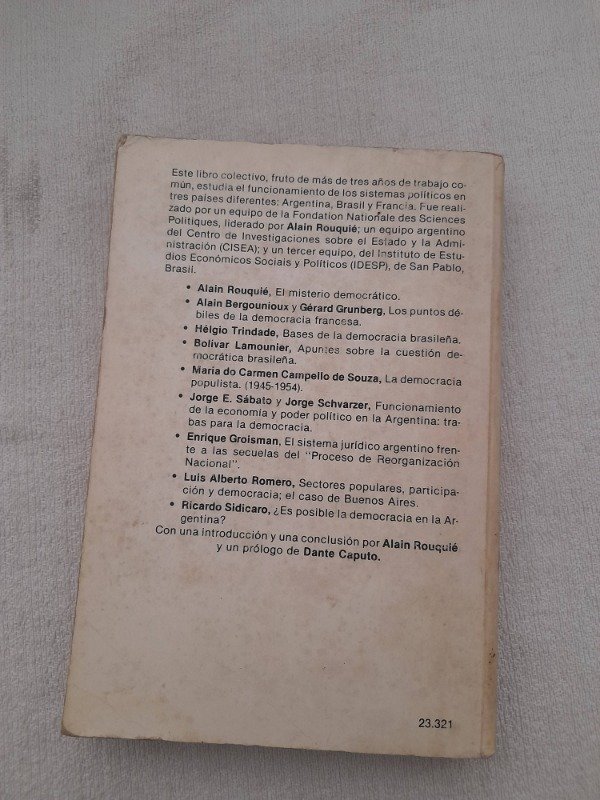 Este libro colectivo, fruto de más de tres años de trabajo co-
mún, estudia el funcionamiento de los sistemas políticos en
tres países diferentes: Argentina, Brasil y Francia. Fue reali-
zado por un equipo de la Fondation Nationale des Sciences
Politiques, liderado por Alain Rouquié; un equipo argentino
del Centro de Investigaciones sobre el Estado y la Admi-
nistración (CISEA); y un tercer equipo, del Instituto de Estu-
dios Económicos Sociales y Políticos (IDESP), de San Pablo,
Brasil.
• Alain Rouquié, El misterio democrático.
• Alain Bergounioux y Gérard Grunberg, Los puntos dé-
biles de la democracia francesa.
• Hélgio Trindade, Bases de la democracia brasileña.
• Bolívar Lamounier, Apuntes sobre la cuestión de-
mocrática brasileña.
• María do Carmen Campello de Souza, La democracia
populista. (1945-1954).
• Jorge E. Sábato y Jorge Schvarzer, Funcionamiento
de la economía y poder político en la Argentina: tra-
bas para la democracia.
• Enrique Groisman, El sistema jurídico argentino fren-
te a las secuelas del "Proceso de Reorganización
Nacional".
• Luis Alberto Romero, Sectores populares, participa-
ción y democracia; el caso de Buenos Aires.
• Ricardo Sidicaro, ¿Es posible la democracia en la Ar-
gentina?
Con una introducción y una conclusión por Alain Rouquié
y un prólogo de Dante Caputo.
23.321